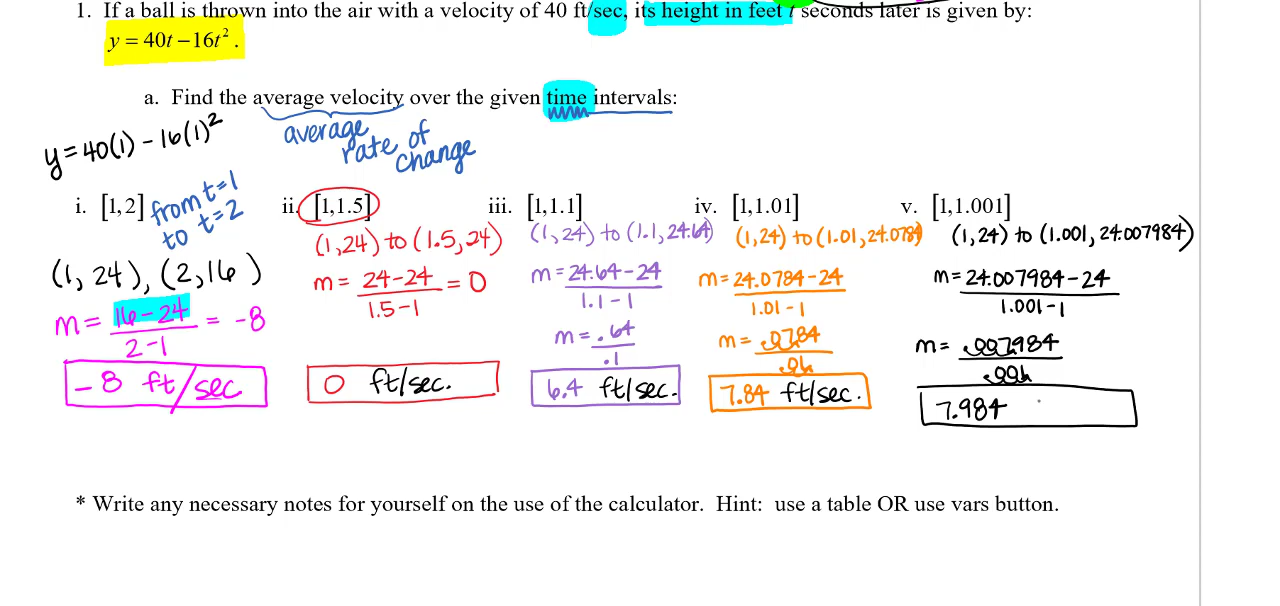 1. If a ball is thrown into the air with a velocity of 40 ft/sec, its height in feet t seconds later is given by:
y = 40t − 16t².
a. Find the average velocity over the given time intervals:
average rate of change
y = 40(1) − 16(1)²
i. [1,2] from t=1 to t=2
(1, 24), (2, 16)
m = 16−24 / 2−1 = −8
−8 ft/sec
ii. [1,1.5]
(1,24) to (1.5,24)
m = 24−24 / 1.5−1 = 0
0 ft/sec.
iii. [1,1.1]
(1,24) to (1.1,24.64)
m = 24.64−24 / 1.1−1
m = .64 / .1
6.4 ft/sec.
iv. [1,1.01]
(1,24) to (1.01,24.0784)
m = 24.0784−24 / 1.01−1
m = .0784 / .01
7.84 ft/sec.
v. [1,1.001]
(1,24) to (1.001, 24.007984)
m = 24.007984−24 / 1.001−1
m = .007984 / .001
7.984
* Write any necessary notes for yourself on the use of the calculator. Hint: use a table OR use vars button.